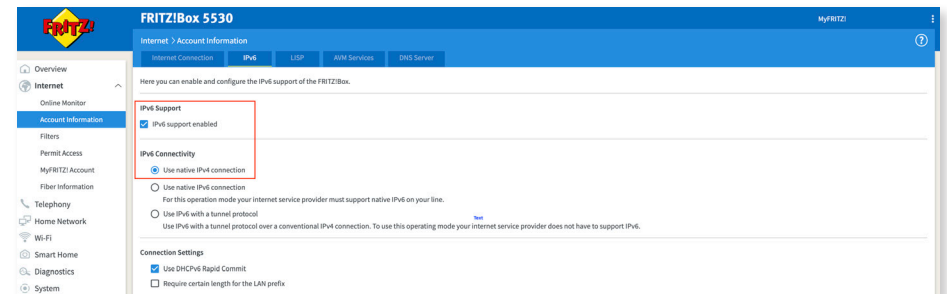 FRITZ!
FRITZ!Box 5530
MyFRITZ!
Internet > Account Information
?
Internet Connection
IPv6
LISP
AVM Services
DNS Server
Overview
Internet
Online Monitor
Account Information
Filters
Permit Access
MyFRITZ! Account
Fiber Information
Telephony
Home Network
Wi-Fi
Smart Home
Diagnostics
System
Here you can enable and configure the IPv6 support of the FRITZ!Box.
IPv6 Support
IPv6 support enabled
IPv6 Connectivity
Use native IPv4 connection
Use native IPv6 connection
For this operation mode your internet service provider must support native IPv6 on your line.
Use IPv6 with a tunnel protocol
Text
Use IPv6 with a tunnel protocol over a conventional IPv4 connection. To use this operating mode your internet service provider does not have to support IPv6.
Connection Settings
Use DHCPv6 Rapid Commit
Require certain length for the LAN prefix